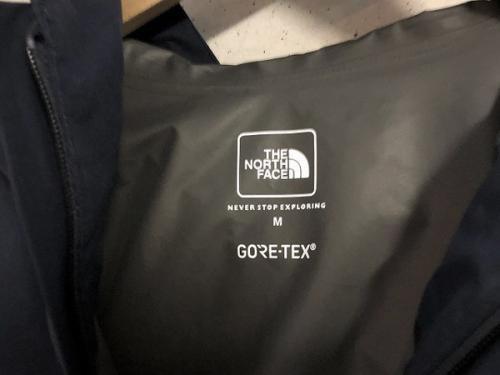 THE
NORTH
FACE
NEVER STOP EXPLORING
M
GORE-TEX®